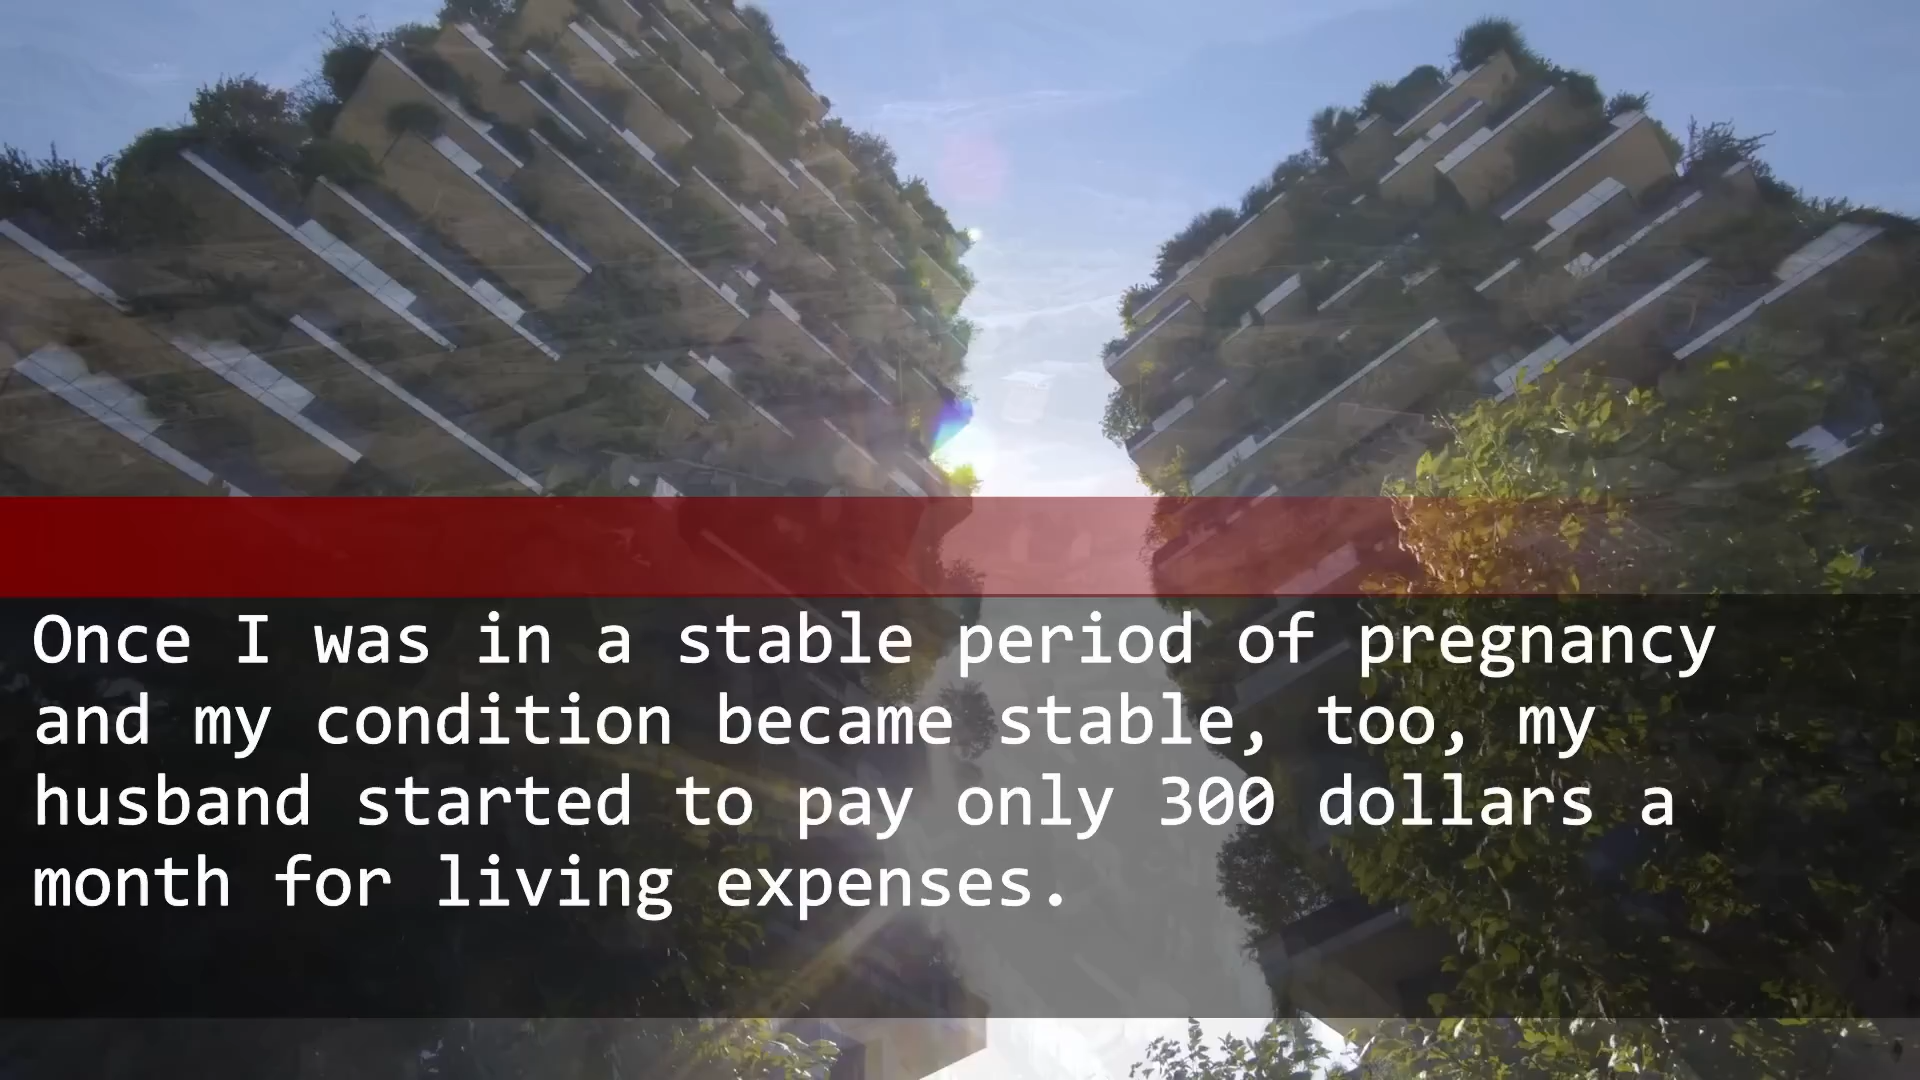 Once I was in a stable period of pregnancy
and my condition became stable, too, my
husband started to pay only 300 dollars a
month for living expenses.